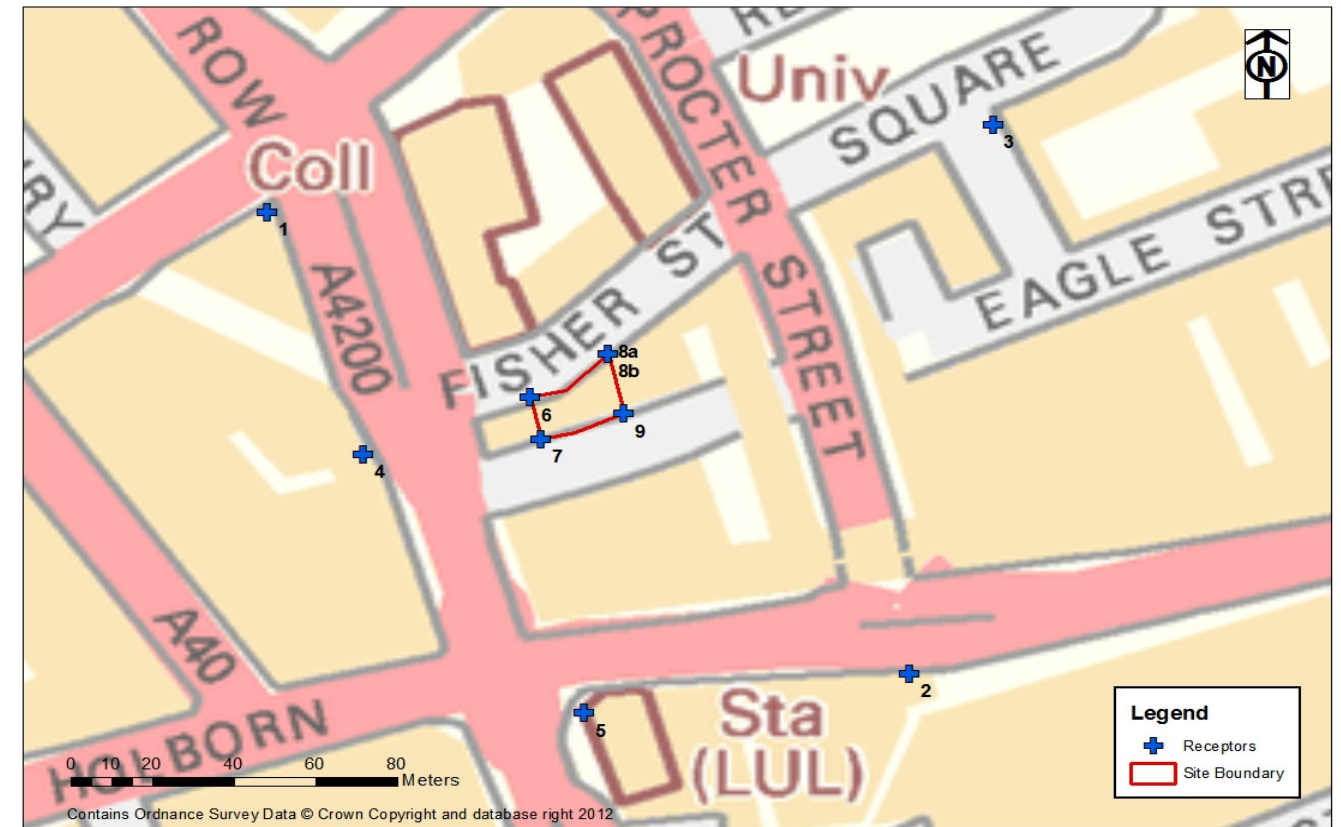 ROW
PROCTER STREET
RE
Univ
SQUARE
N
3
Coll
RY
1
A4200
FISHER ST
EAGLE STRE
8a
8b
6
9
7
4
A40
2
5
Sta
(LUL)
HOLBORN
0 10 20 40 60 80
Meters
Legend
Receptors
Site Boundary
Contains Ordnance Survey Data © Crown Copyright and database right 2012